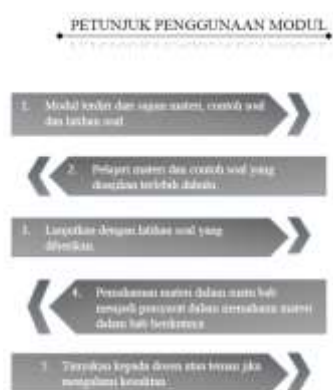 PETUNJUK PENGGUNAAN MODUL
1. Modul terdiri dari sajian materi, contoh soal
dan latihan soal
2. Pelajari materi dan contoh soal yang
disajikan terlebih dahulu.
3. Lanjutkan dengan latihan soal yang
diberikan.
4. Pemahaman materi dalam suatu bab
menjadi prasyarat dalam memahami materi
dalam bab berikutnya
5. Tanyakan kepada dosen atau teman jika
mengalami kesulitan.